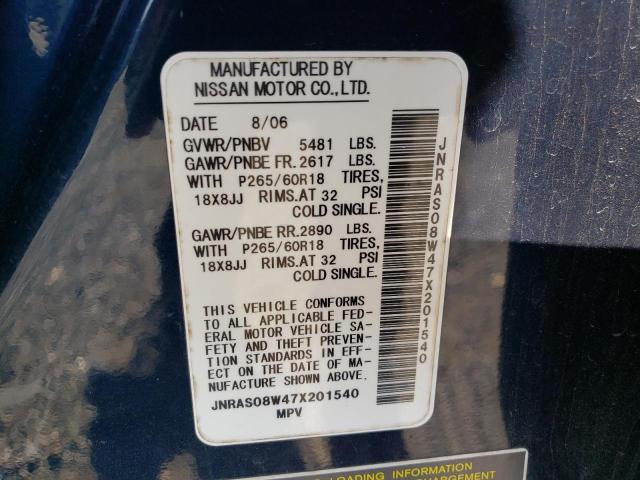 MANUFACTURED BY
NISSAN MOTOR CO.,LTD.
DATE 8/06
GVWR/PNBV 5481 LBS.
GAWR/PNBE FR.2617 LBS.
WITH P265/60R18 TIRES,
18X8JJ RIMS.AT 32 PSI
COLD SINGLE.
GAWR/PNBE RR.2890 LBS.
WITH P265/60R18 TIRES,
18X8JJ RIMS.AT 32 PSI
COLD SINGLE.
THIS VEHICLE CONFORMS
TO ALL APPLICABLE FED-
ERAL MOTOR VEHICLE SA-
FETY AND THEFT PREVEN-
TION STANDARDS IN EFF-
ECT ON THE DATE OF MA-
NUFACTURE SHOWN ABOVE.
JNRAS08W47X201540
MPV
JNRAS08W47X201540
LOADING INFORMATION